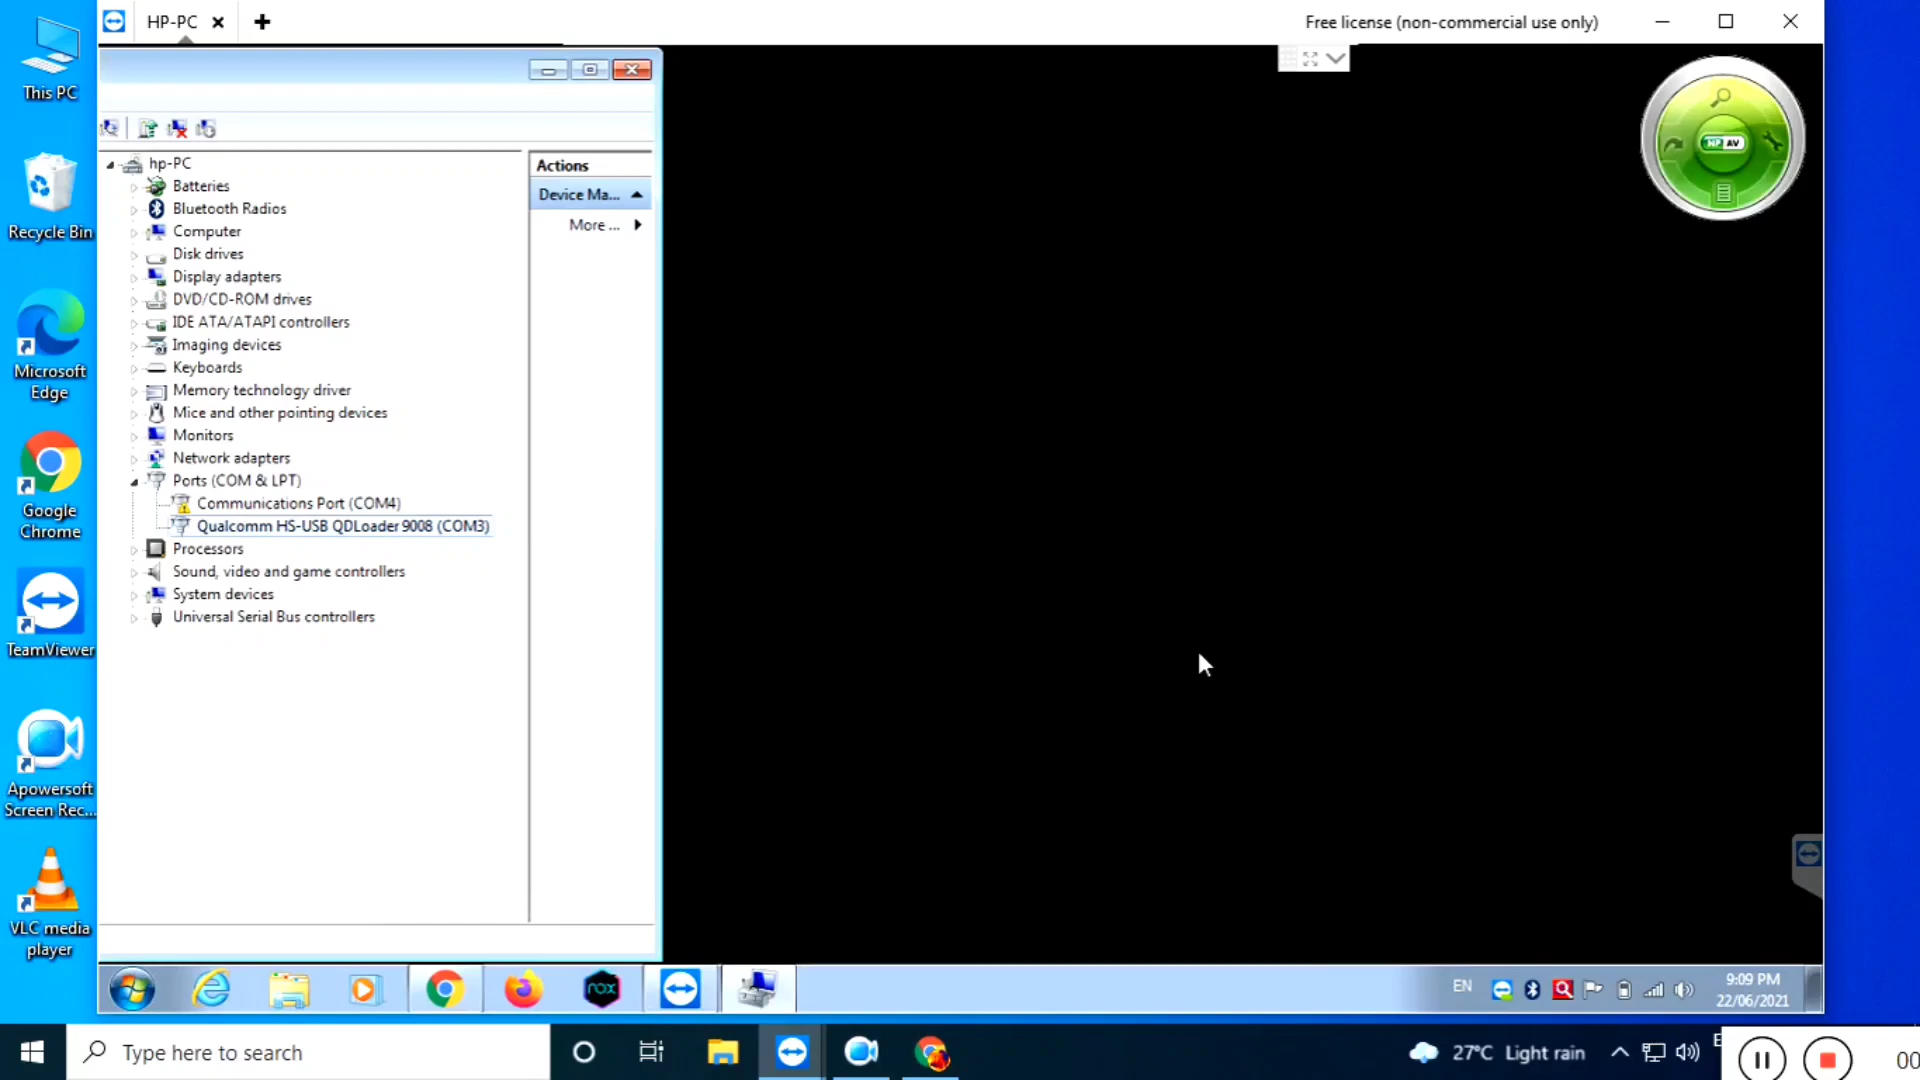 HP-PC
Free license (non-commercial use only)
This PC
Recycle Bin
Microsoft
Edge
Google
Chrome
TeamViewer
Apowersoft
Screen Rec...
VLC media
player
hp-PC
Batteries
Bluetooth Radios
Computer
Disk drives
Display adapters
DVD/CD-ROM drives
IDE ATA/ATAPI controllers
Imaging devices
Keyboards
Memory technology driver
Mice and other pointing devices
Monitors
Network adapters
Ports (COM & LPT)
Communications Port (COM4)
Qualcomm HS-USB QDLoader 9008 (COM3)
Processors
Sound, video and game controllers
System devices
Universal Serial Bus controllers
Actions
Device Ma...
More ...
AV
nox
EN
9:09 PM
22/06/2021
Type here to search
27°C Light rain
00